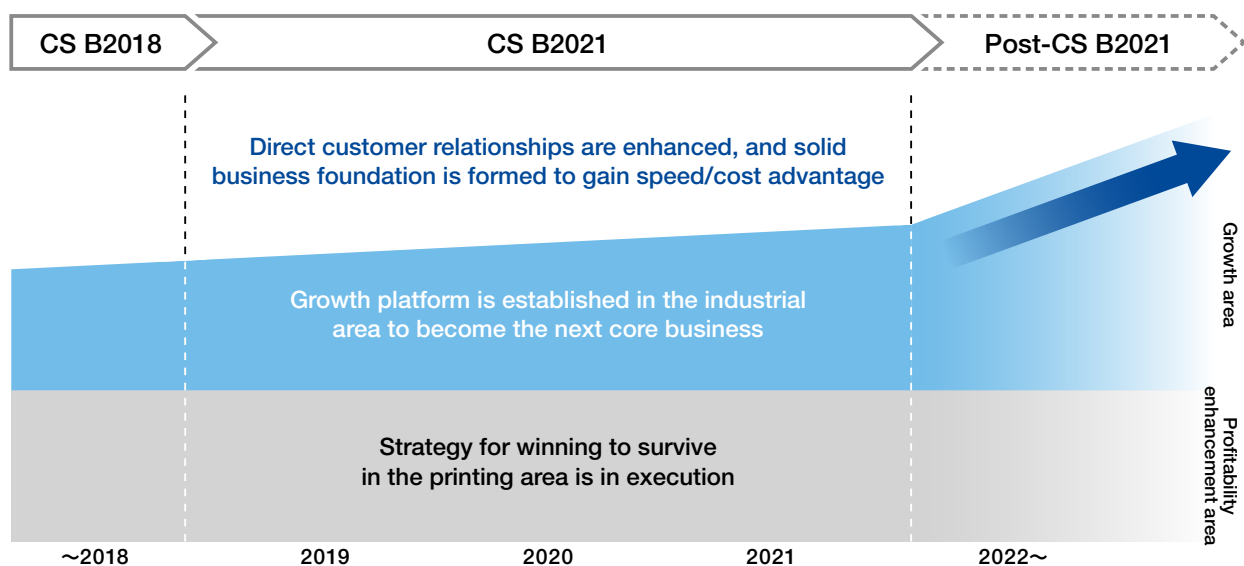 CS B2018
CS B2021
Post-CS B2021
Direct customer relationships are enhanced, and solid
business foundation is formed to gain speed/cost advantage
Growth platform is established in the industrial
area to become the next core business
Growth area
Strategy for winning to survive
in the printing area is in execution
Profitability
enhancement area
～2018
2019
2020
2021
2022～